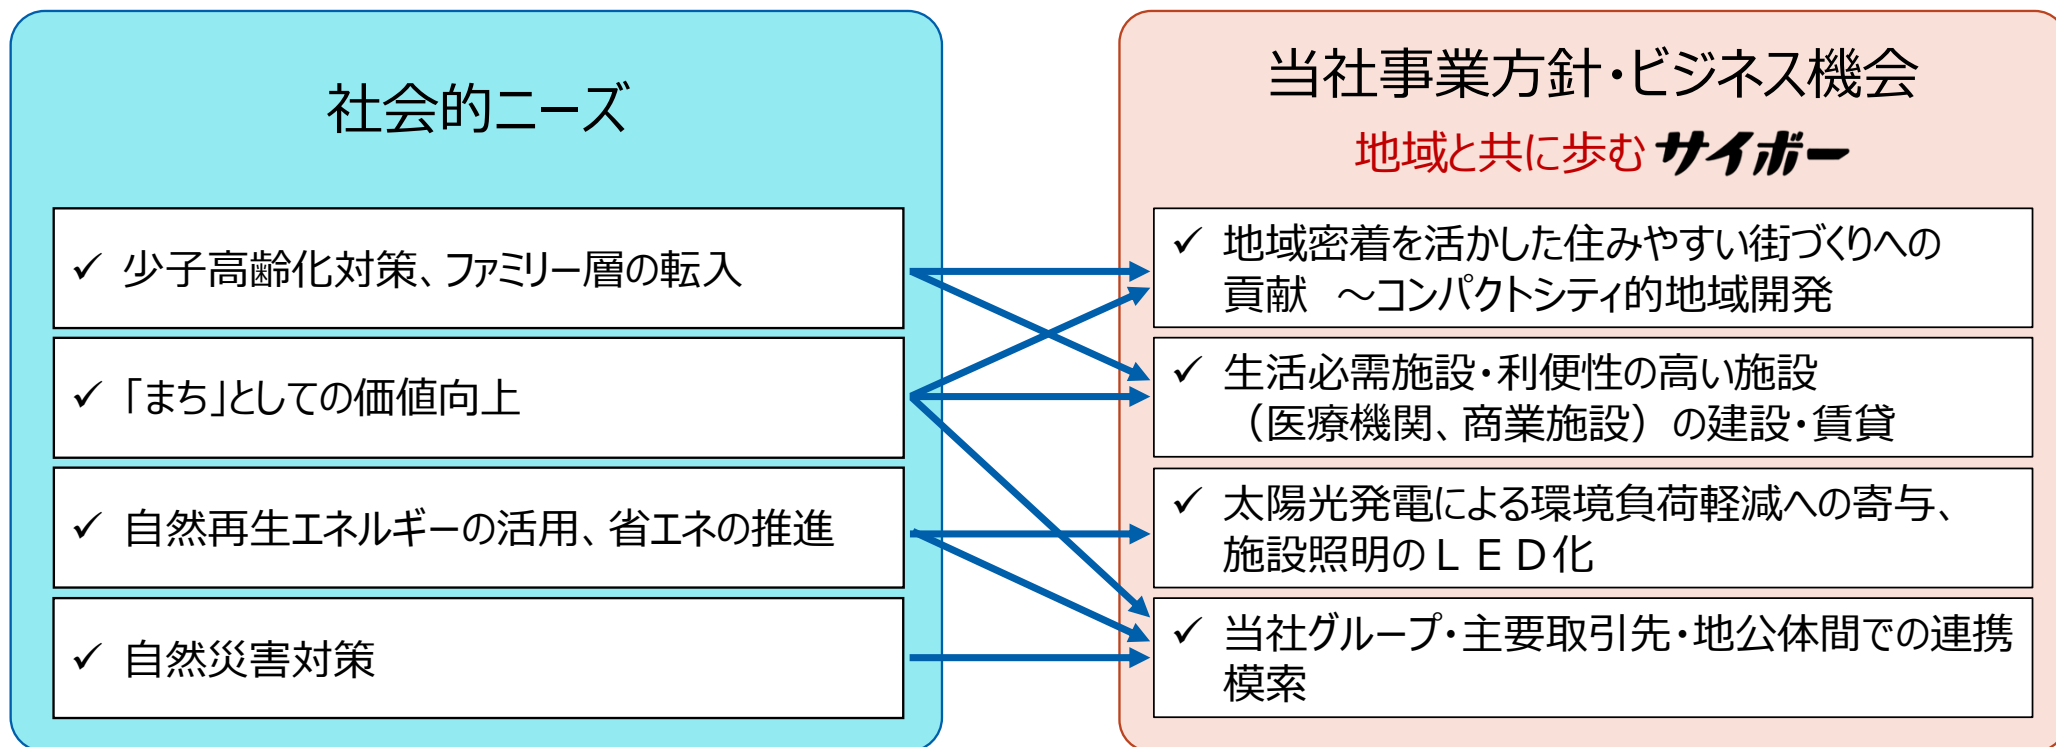 社会的ニーズ
✓ 少子高齢化対策、ファミリー層の転入
✓ 「まち」としての価値向上
✓ 自然再生エネルギーの活用、省エネの推進
✓ 自然災害対策
当社事業方針・ビジネス機会
地域と共に歩む サイボー
✓ 地域密着を活かした住みやすい街づくりへの
貢献　～コンパクトシティ的地域開発
✓ 生活必需施設・利便性の高い施設
（医療機関、商業施設）の建設・賃貸
✓ 太陽光発電による環境負荷軽減への寄与、
施設照明のＬＥＤ化
✓ 当社グループ・主要取引先・地公体間での連携
模索